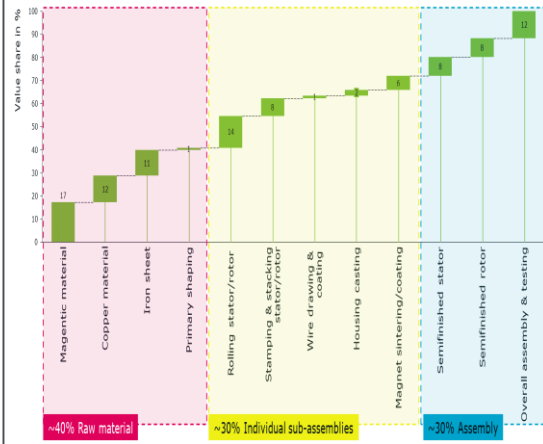 Value share in %
100
90
80
70
60
50
40
30
20
10
0
17
12
11
1
14
8
1
6
8
8
12
Magentic material
Copper material
Iron sheet
Primary shaping
Rolling stator/rotor
Stamping & stacking
stator/rotor
Wire drawing &
coating
Housing casting
Magnet sintering/coating
Semifinished stator
Semifinished rotor
Overall assembly & testing
~40% Raw material
~30% Individual sub-assemblies
~30% Assembly